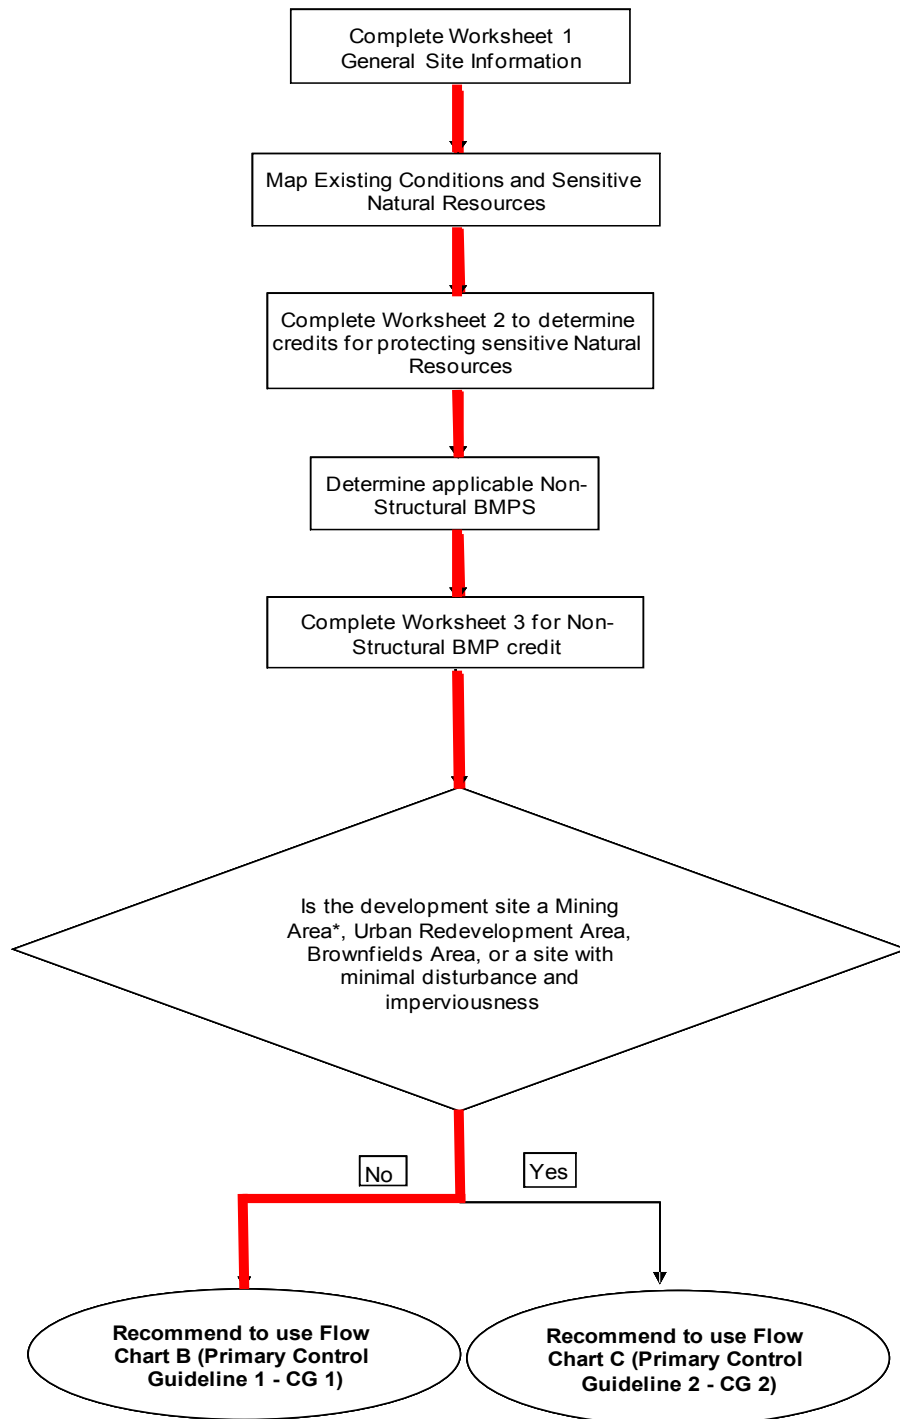 Complete Worksheet 1
General Site Information
Map Existing Conditions and Sensitive
Natural Resources
Complete Worksheet 2 to determine
credits for protecting sensitive Natural
Resources
Determine applicable Non-
Structural BMPS
Complete Worksheet 3 for Non-
Structural BMP credit
Is the development site a Mining
Area*, Urban Redevelopment Area,
Brownfields Area, or a site with
minimal disturbance and
imperviousness
No
Yes
Recommend to use Flow
Chart B (Primary Control
Guideline 1 - CG 1)
Recommend to use Flow
Chart C (Primary Control
Guideline 2 - CG 2)